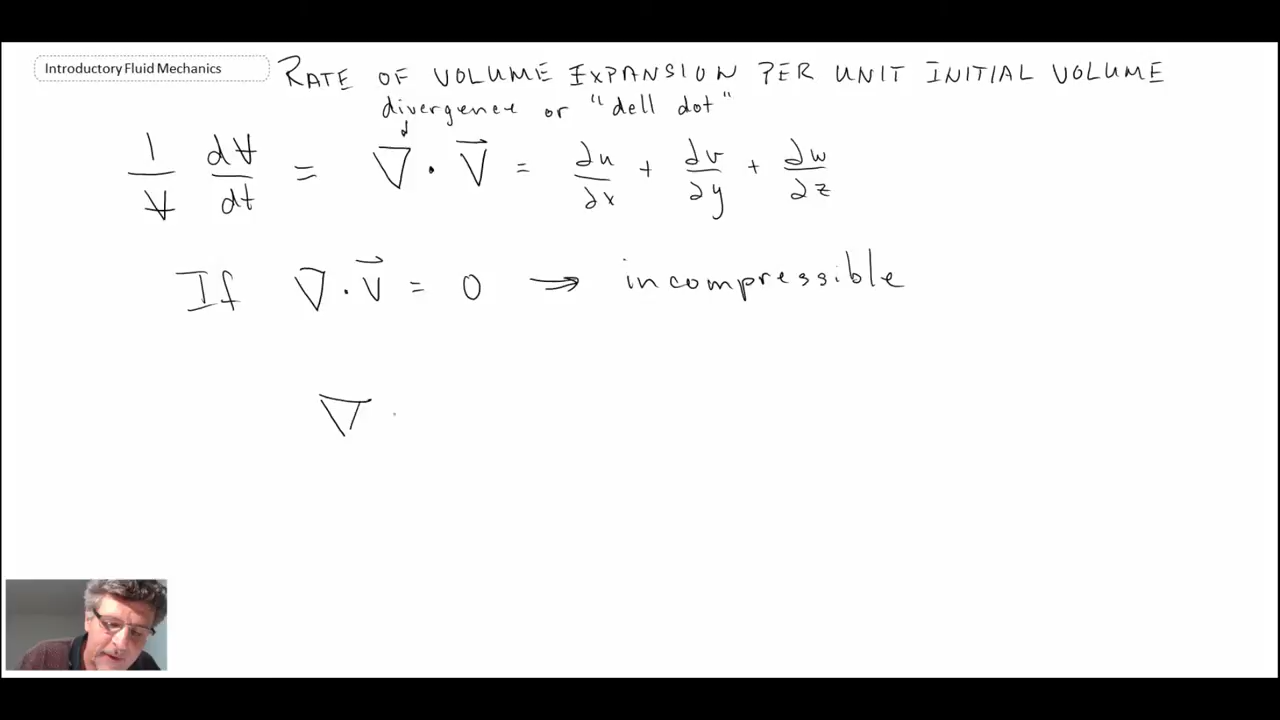 Introductory Fluid Mechanics
RATE OF VOLUME EXPANSION PER UNIT INITIAL VOLUME
divergence or "dell dot"
1/V̶ dV̶/dt = ∇ · V⃗ = ∂u/∂x + ∂v/∂y + ∂w/∂z
If ∇ · V⃗ = 0 → incompressible
∇ ·